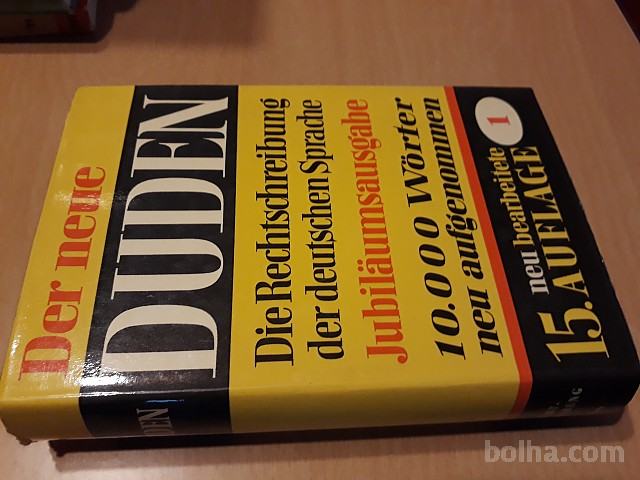 Der neue
DUDEN
Die Rechtschreibung
der deutschen Sprache
Jubiläumsausgabe
10.000 Wörter
neu aufgenommen
1
neu bearbeitete
15. AUFLAGE
bolha.com